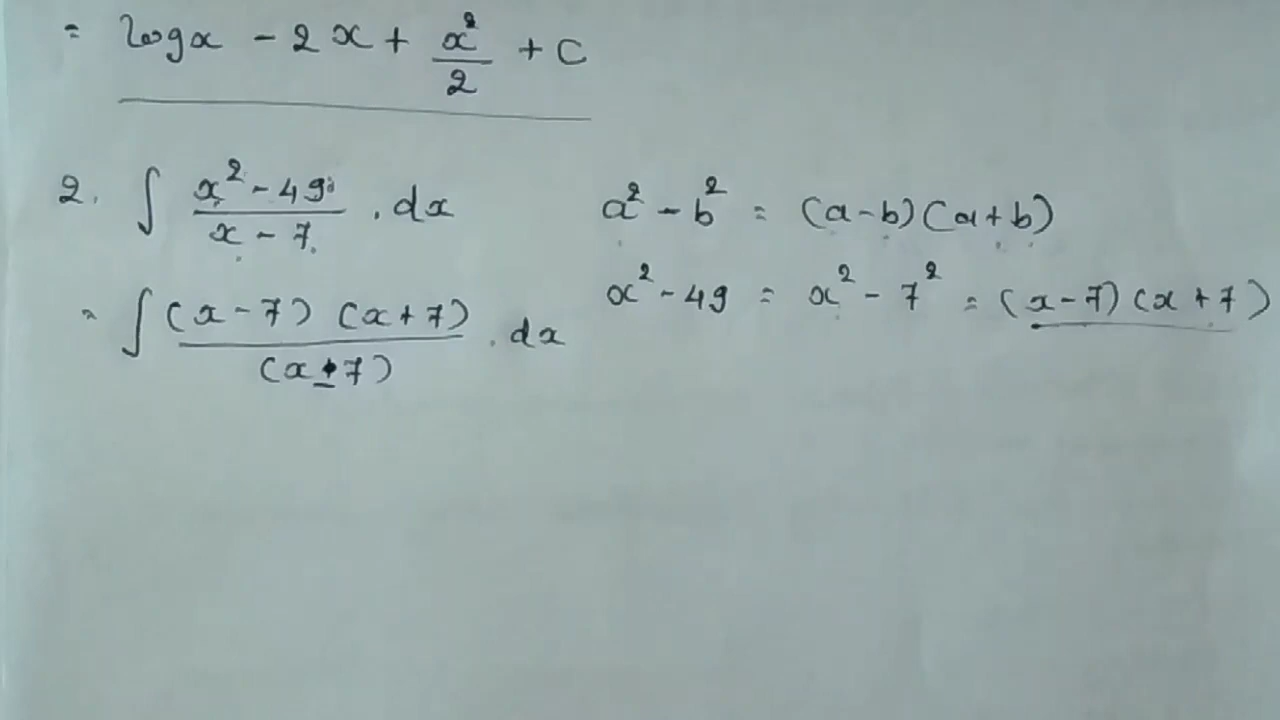 = log x - 2x + x²/2 + C
2. ∫ (x² - 49)/(x - 7) . dx
a² - b² = (a-b)(a+b)
x² - 49 = x² - 7² = (x-7)(x+7)
= ∫ (x-7)(x+7)/(x-7) . dx